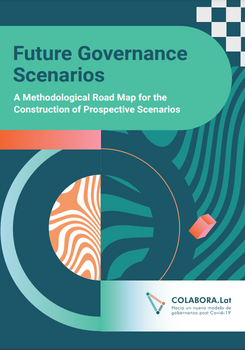 Future Governance
Scenarios
A Methodological Road Map for the
Construction of Prospective Scenarios
COLABORA.Lat
Hacia un nuevo modelo de
gobernanza post Covid-19